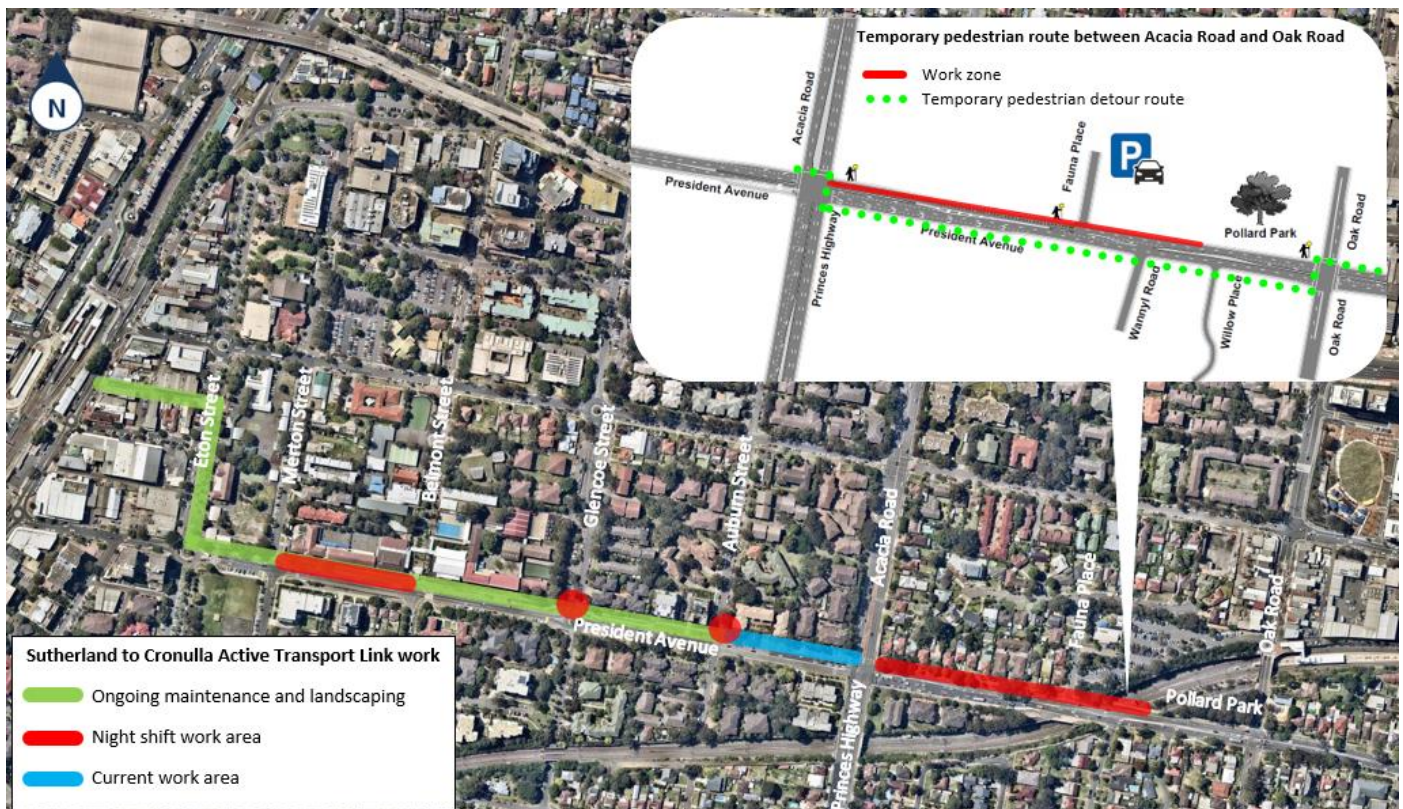 Temporary pedestrian route between Acacia Road and Oak Road
Work zone
Temporary pedestrian detour route
Acacia Road
President Avenue
Princes Highway
President Avenue
Fauna Place
P
Pollard Park
Wannyl Road
Willow Place
Oak Road
Oak Road
N
Eton Street
Merton Street
Belmont Street
Glencoe Street
Auburn Street
Acacia Road
Fauna Place
Oak Road
President Avenue
Princes Highway
Pollard Park
Sutherland to Cronulla Active Transport Link work
Ongoing maintenance and landscaping
Night shift work area
Current work area